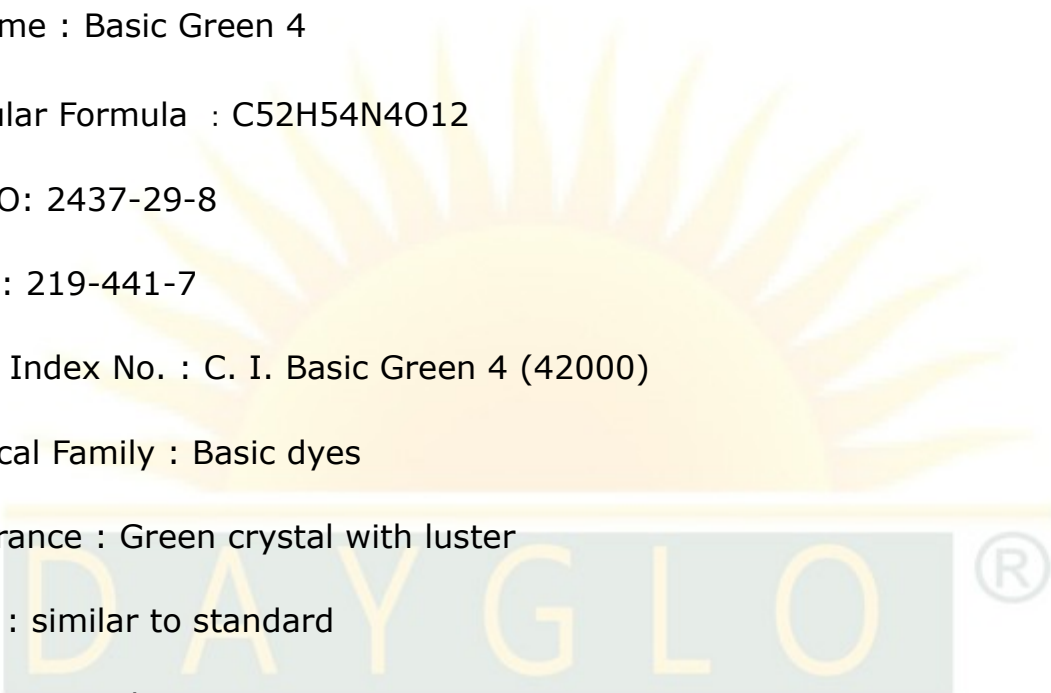 me : Basic Green 4
lar Formula : C52H54N4O12
O: 2437-29-8
: 219-441-7
Index No. : C. I. Basic Green 4 (42000)
cal Family : Basic dyes
rance : Green crystal with luster
: similar to standard
DAYGLO ®